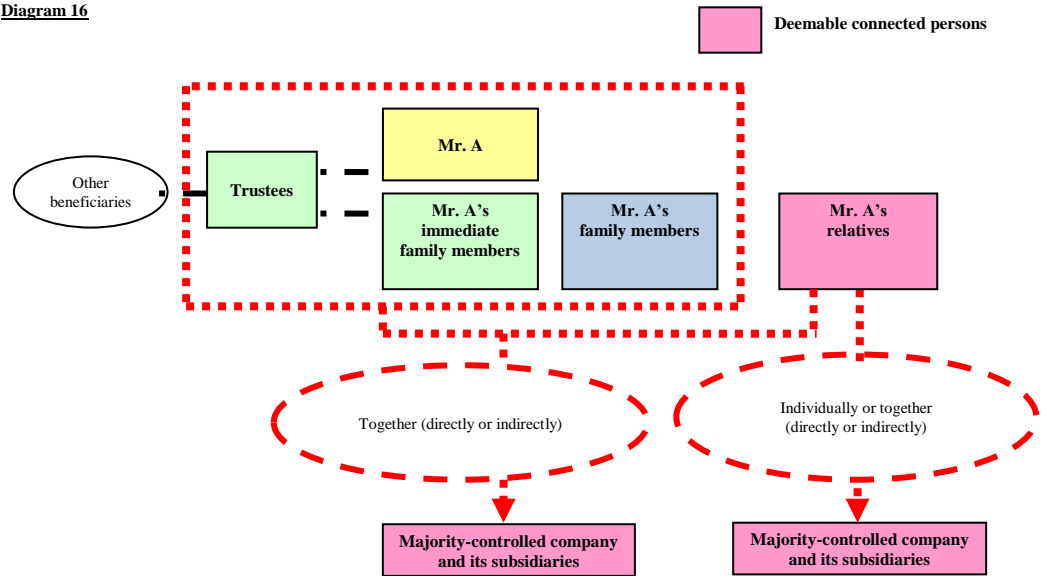 Diagram 16
Deemable connected persons
Mr. A
Other
beneficiaries
Trustees
Mr. A’s
immediate
family members
Mr. A’s
family members
Mr. A’s
relatives
Together (directly or indirectly)
Individually or together
(directly or indirectly)
Majority-controlled company
and its subsidiaries
Majority-controlled company
and its subsidiaries